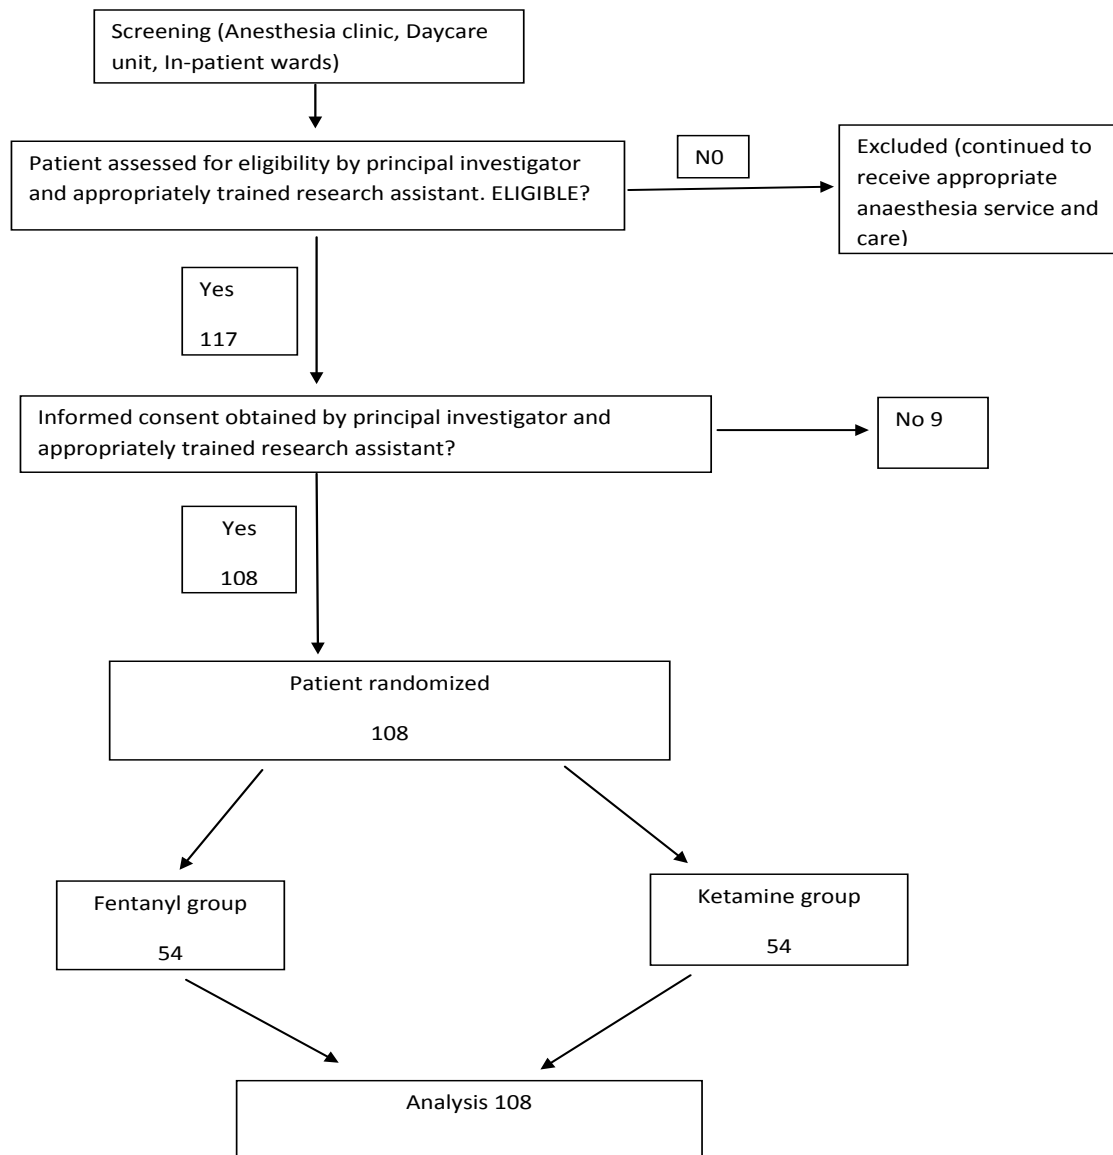 Screening (Anesthesia clinic, Daycare
unit, In-patient wards)
Patient assessed for eligibility by principal investigator
and appropriately trained research assistant. ELIGIBLE?
N0
Excluded (continued to
receive appropriate
anaesthesia service and
care)
Yes
117
Informed consent obtained by principal investigator and
appropriately trained research assistant?
No 9
Yes
108
Patient randomized
108
Fentanyl group
54
Ketamine group
54
Analysis 108